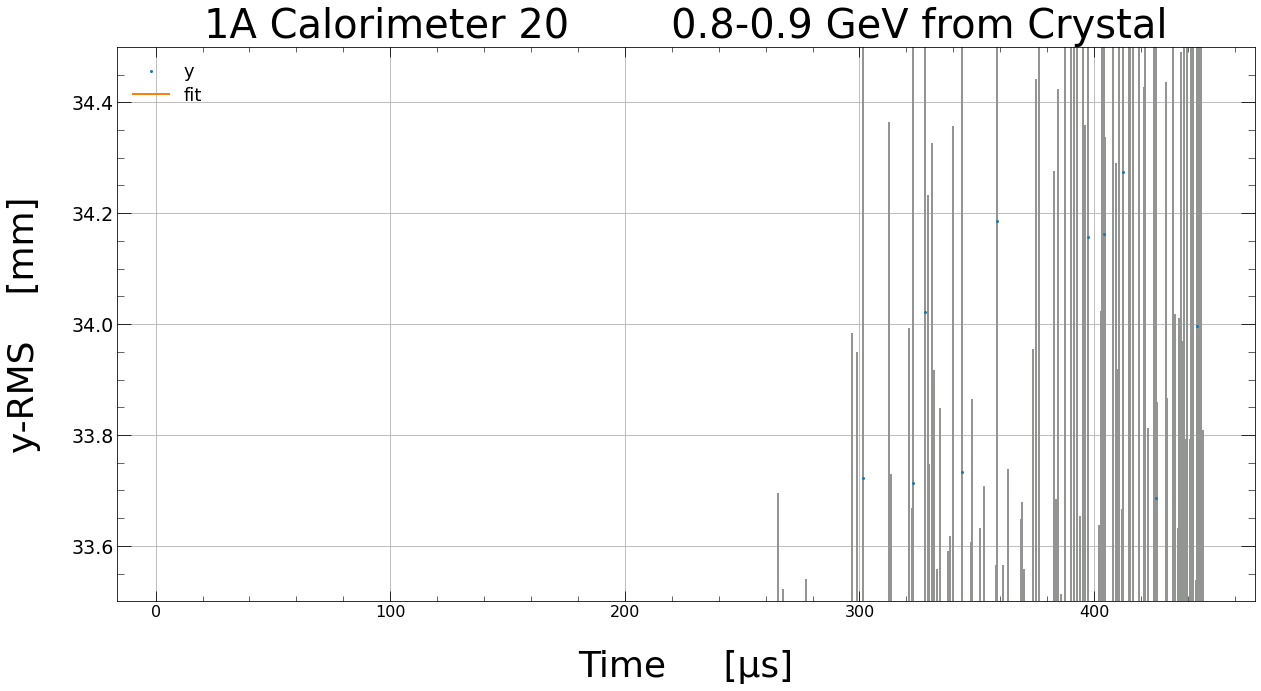 1A Calorimeter 20 0.8-0.9 GeV from Crystal
y
fit
34.4
34.2
34.0
33.8
33.6
y-RMS [mm]
0 100 200 300 400
Time [µs]